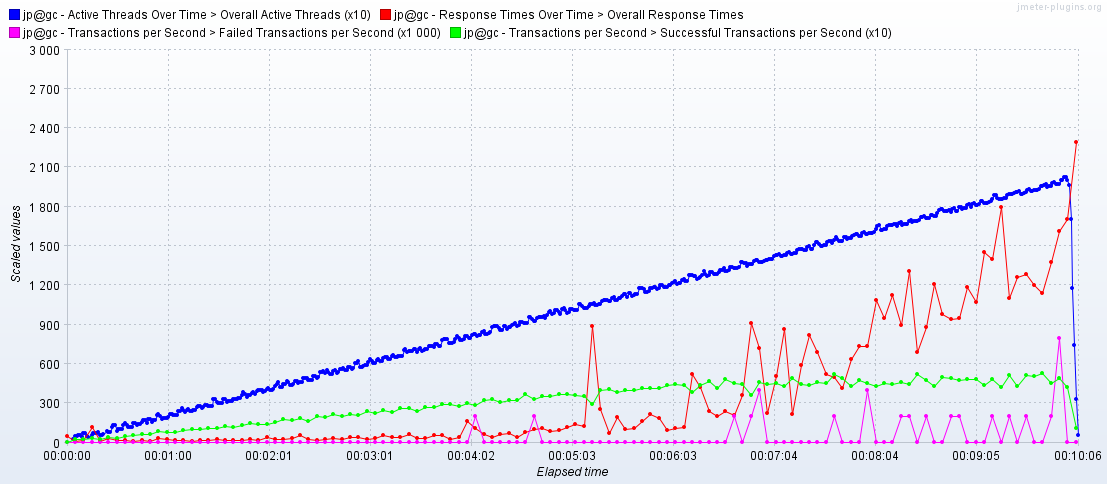 jp@gc - Active Threads Over Time > Overall Active Threads (x10) jp@gc - Response Times Over Time > Overall Response Times
jmeter-plugins.org
jp@gc - Transactions per Second > Failed Transactions per Second (x1 000) jp@gc - Transactions per Second > Successful Transactions per Second (x10)
3 000
2 700
2 400
2 100
1 800
1 500
1 200
900
600
300
0
Scaled values
00:00:00 00:01:00 00:02:01 00:03:01 00:04:02 00:05:03 00:06:03 00:07:04 00:08:04 00:09:05 00:10:06
Elapsed time